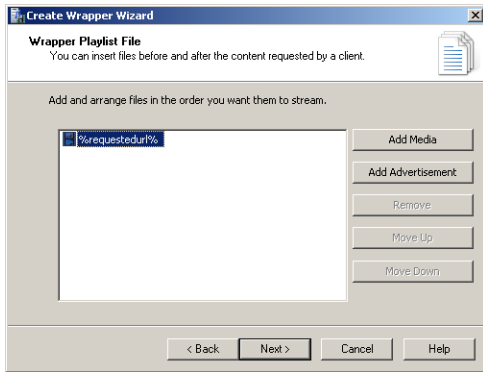 Create Wrapper Wizard
Wrapper Playlist File
You can insert files before and after the content requested by a client.
Add and arrange files in the order you want them to stream.
%requestedurl%
Add Media
Add Advertisement
Remove
Move Up
Move Down
< Back
Next >
Cancel
Help